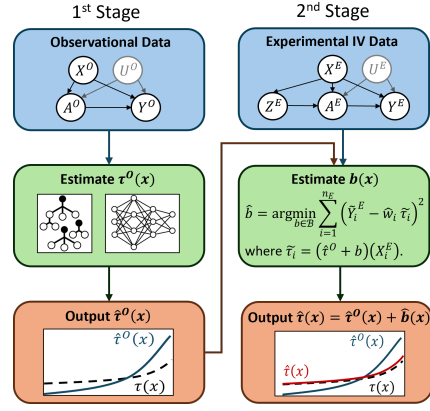 1st Stage
2nd Stage
Observational Data
X^O
U^O
A^O
Y^O
Experimental IV Data
X^E
U^E
Z^E
A^E
Y^E
Estimate τ^O(x)
Estimate b(x)
b̂ = argmin_{b∈ℬ} ∑_{i=1}^{n_E} (Ỹ_i^E − ŵ_i τ̃_i)^2
where τ̃_i = (τ̂^O + b)(X_i^E).
Output τ̂^O(x)
τ̂^O(x)
τ(x)
Output τ̂(x) = τ̂^O(x) + b̂(x)
τ̂^O(x)
τ̂(x)
τ(x)